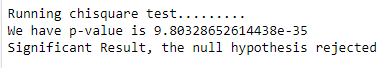 Running chisquare test.........
We have p-value is 9.80328652614438e-35
Significant Result, the null hypothesis rejected